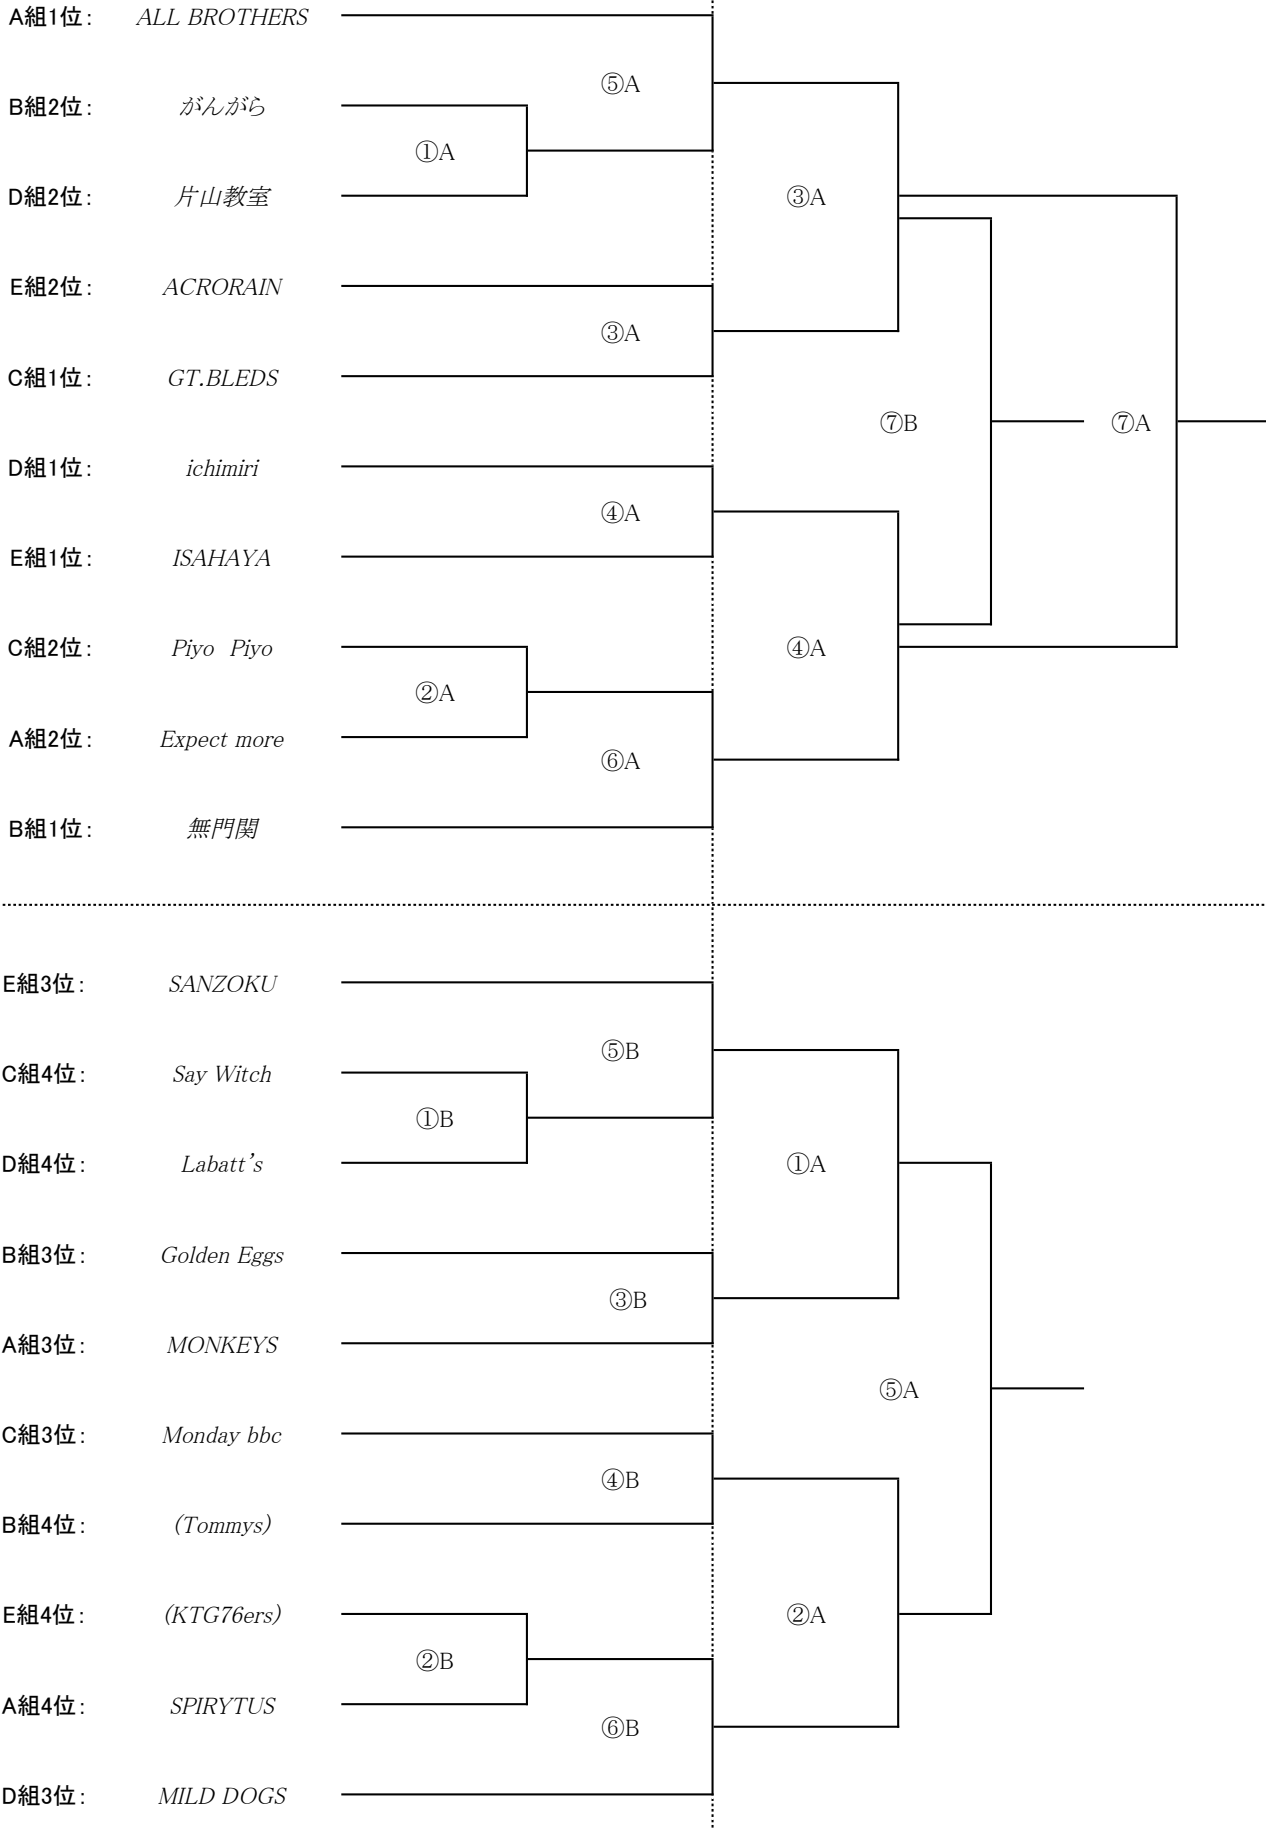 A組1位： ALL BROTHERS
⑤A
B組2位： がんがら
①A
D組2位： 片山教室
③A
E組2位： ACRORAIN
③A
C組1位： GT.BLEDS
⑦B ⑦A
D組1位： ichimiri
④A
E組1位： ISAHAYA
C組2位： Piyo　Piyo
④A
②A
A組2位： Expect more
⑥A
B組1位： 無門関
E組3位： SANZOKU
⑤B
C組4位： Say Witch
①B
D組4位： Labatt's
①A
B組3位： Golden Eggs
③B
A組3位： MONKEYS
⑤A
C組3位： Monday bbc
④B
B組4位： (Tommys)
E組4位： (KTG76ers)
②A
②B
A組4位： SPIRYTUS
⑥B
D組3位： MILD DOGS